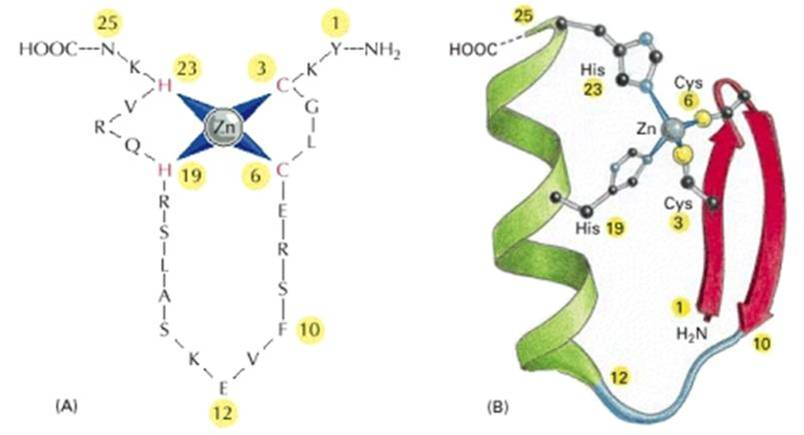 25
1
HOOC N Y NH₂
K K
23 3
H C
V G
Zn
R L
Q
H 19 6 C
R E
S R
L S
A F 10
S V
K E
12
(A)
25
HOOC
His
23
Cys
6
Zn
His 19
Cys
3
1
H₂N
10
12
(B)